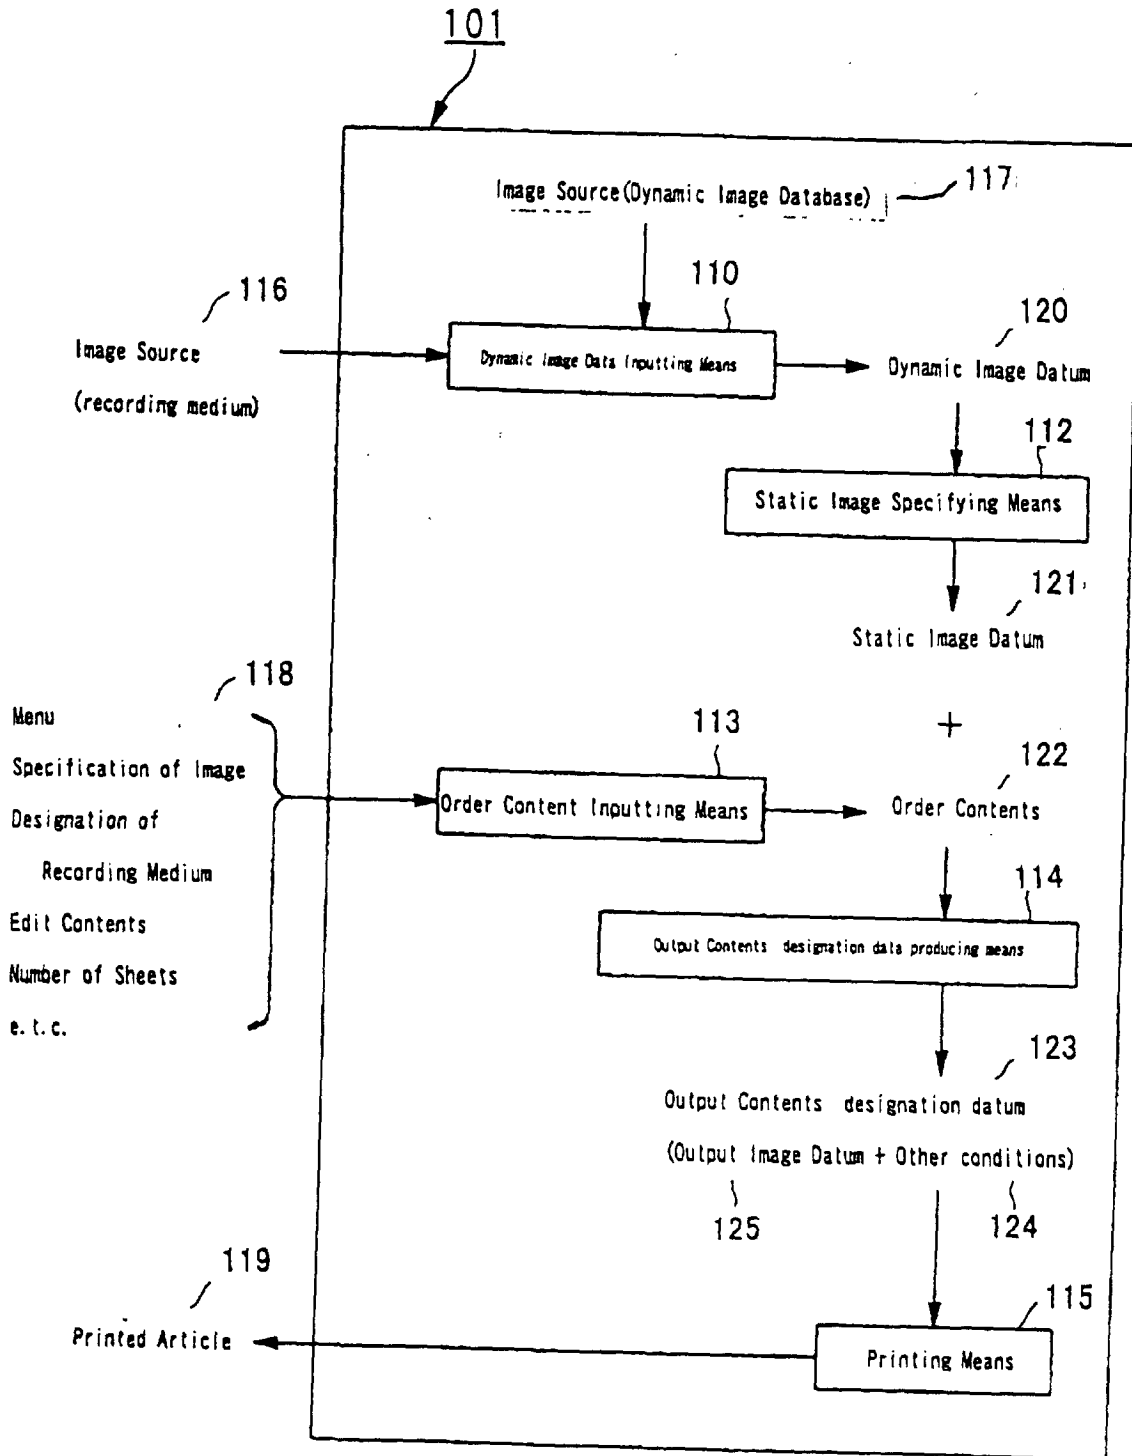 101
Image Source(Dynamic Image Database)
117
116
110
120
Image Source
(recording medium)
Dynamic Image Data Inputting Means
Dynamic Image Datum
112
Static Image Specifying Means
121
Static Image Datum
118
Menu
Specification of Image
Designation of
Recording Medium
Edit Contents
Number of Sheets
e.t.c.
113
+
122
Order Content Inputting Means
Order Contents
114
Output Contents designation data producing means
123
Output Contents designation datum
(Output Image Datum + Other conditions)
125
124
119
115
Printed Article
Printing Means